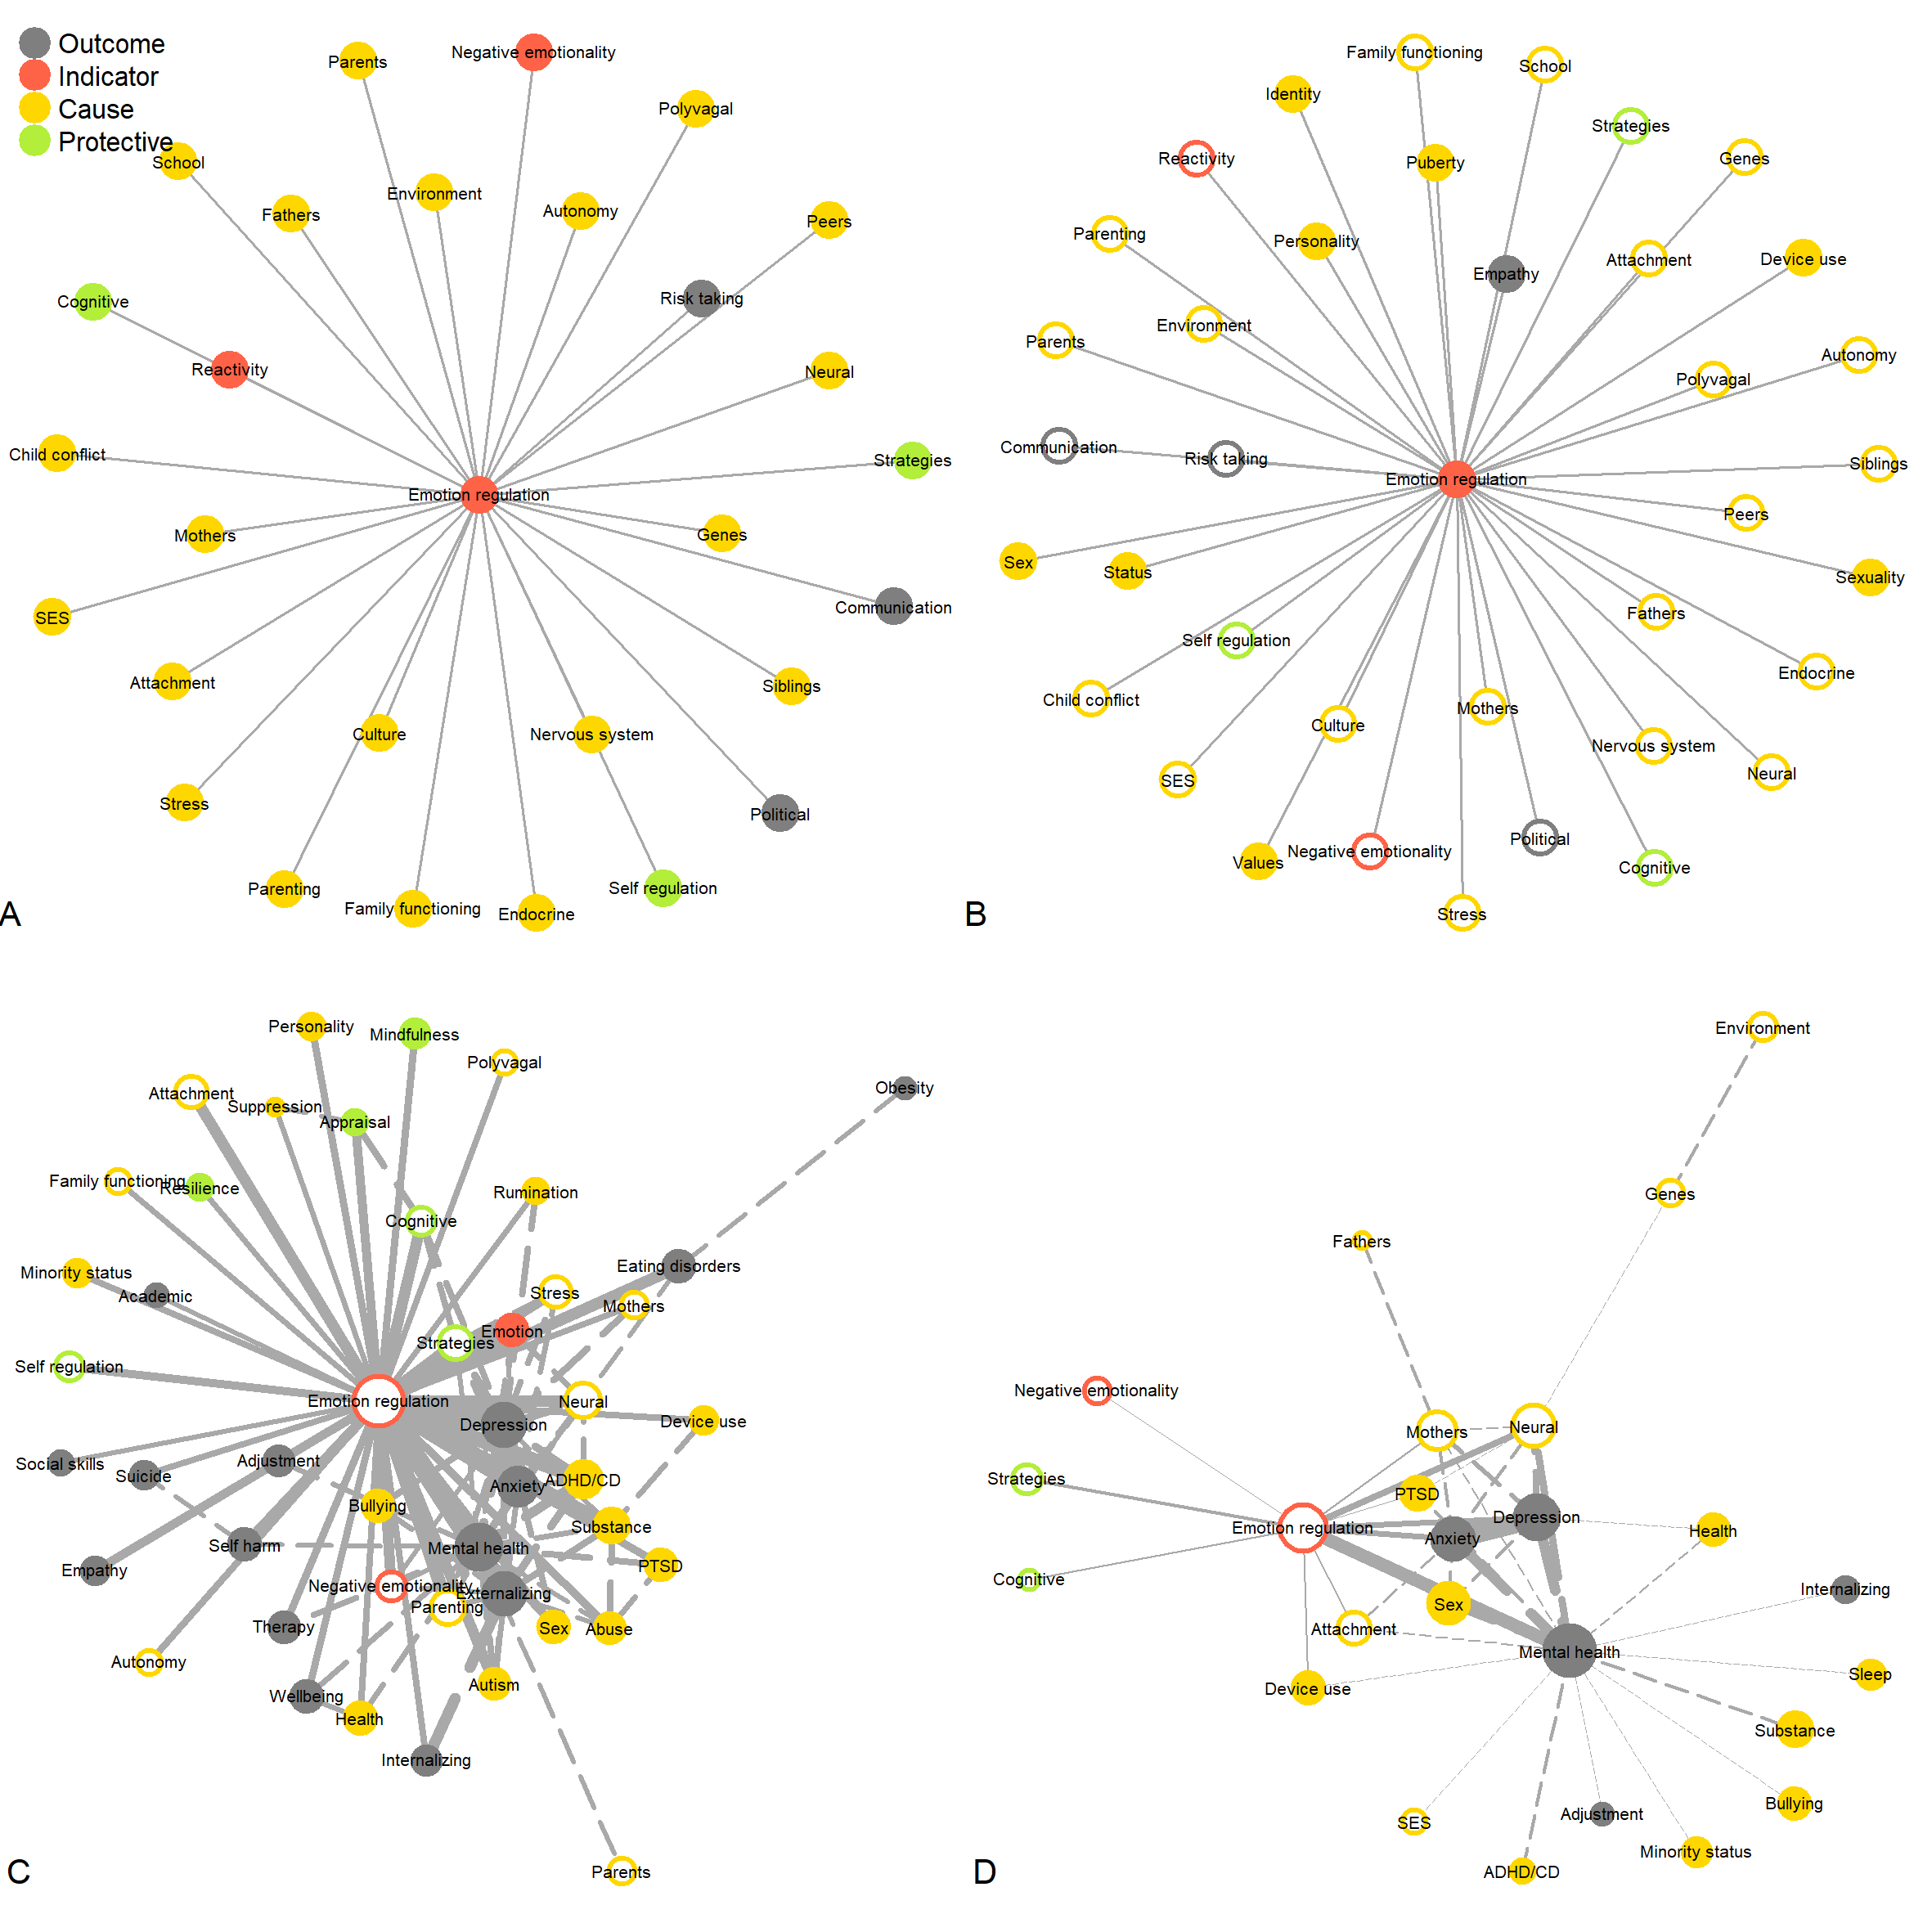 Outcome
Indicator
Cause
Protective
Parents
Negative emotionality
Polyvagal
School
Environment
Fathers
Autonomy
Peers
Cognitive
Risk taking
Reactivity
Neural
Child conflict
Strategies
Emotion regulation
Mothers
Genes
SES
Communication
Attachment
Siblings
Culture
Nervous system
Stress
Political
Parenting
Self regulation
Family functioning
Endocrine
A
Family functioning
School
Identity
Strategies
Reactivity
Puberty
Genes
Parenting
Personality
Attachment
Device use
Empathy
Environment
Parents
Autonomy
Polyvagal
Communication
Risk taking
Siblings
Emotion regulation
Peers
Sex
Status
Sexuality
Fathers
Self regulation
Endocrine
Child conflict
Mothers
Culture
Nervous system
SES
Neural
Political
Values
Negative emotionality
Cognitive
Stress
B
Personality
Mindfulness
Polyvagal
Obesity
Attachment
Suppression
Appraisal
Family functioning
Resilience
Rumination
Cognitive
Eating disorders
Minority status
Academic
Stress
Mothers
Emotion
Strategies
Self regulation
Emotion regulation
Neural
Depression
Device use
Social skills
Suicide
Adjustment
Anxiety
ADHD/CD
Bullying
Substance
Self harm
Mental health
Empathy
PTSD
Negative emotionality
Externalizing
Parenting
Therapy
Sex
Abuse
Autonomy
Autism
Wellbeing
Health
Internalizing
Parents
C
Environment
Genes
Fathers
Negative emotionality
Mothers
Neural
Strategies
PTSD
Depression
Emotion regulation
Anxiety
Health
Cognitive
Internalizing
Sex
Attachment
Mental health
Sleep
Device use
Substance
Bullying
SES
Adjustment
Minority status
ADHD/CD
D